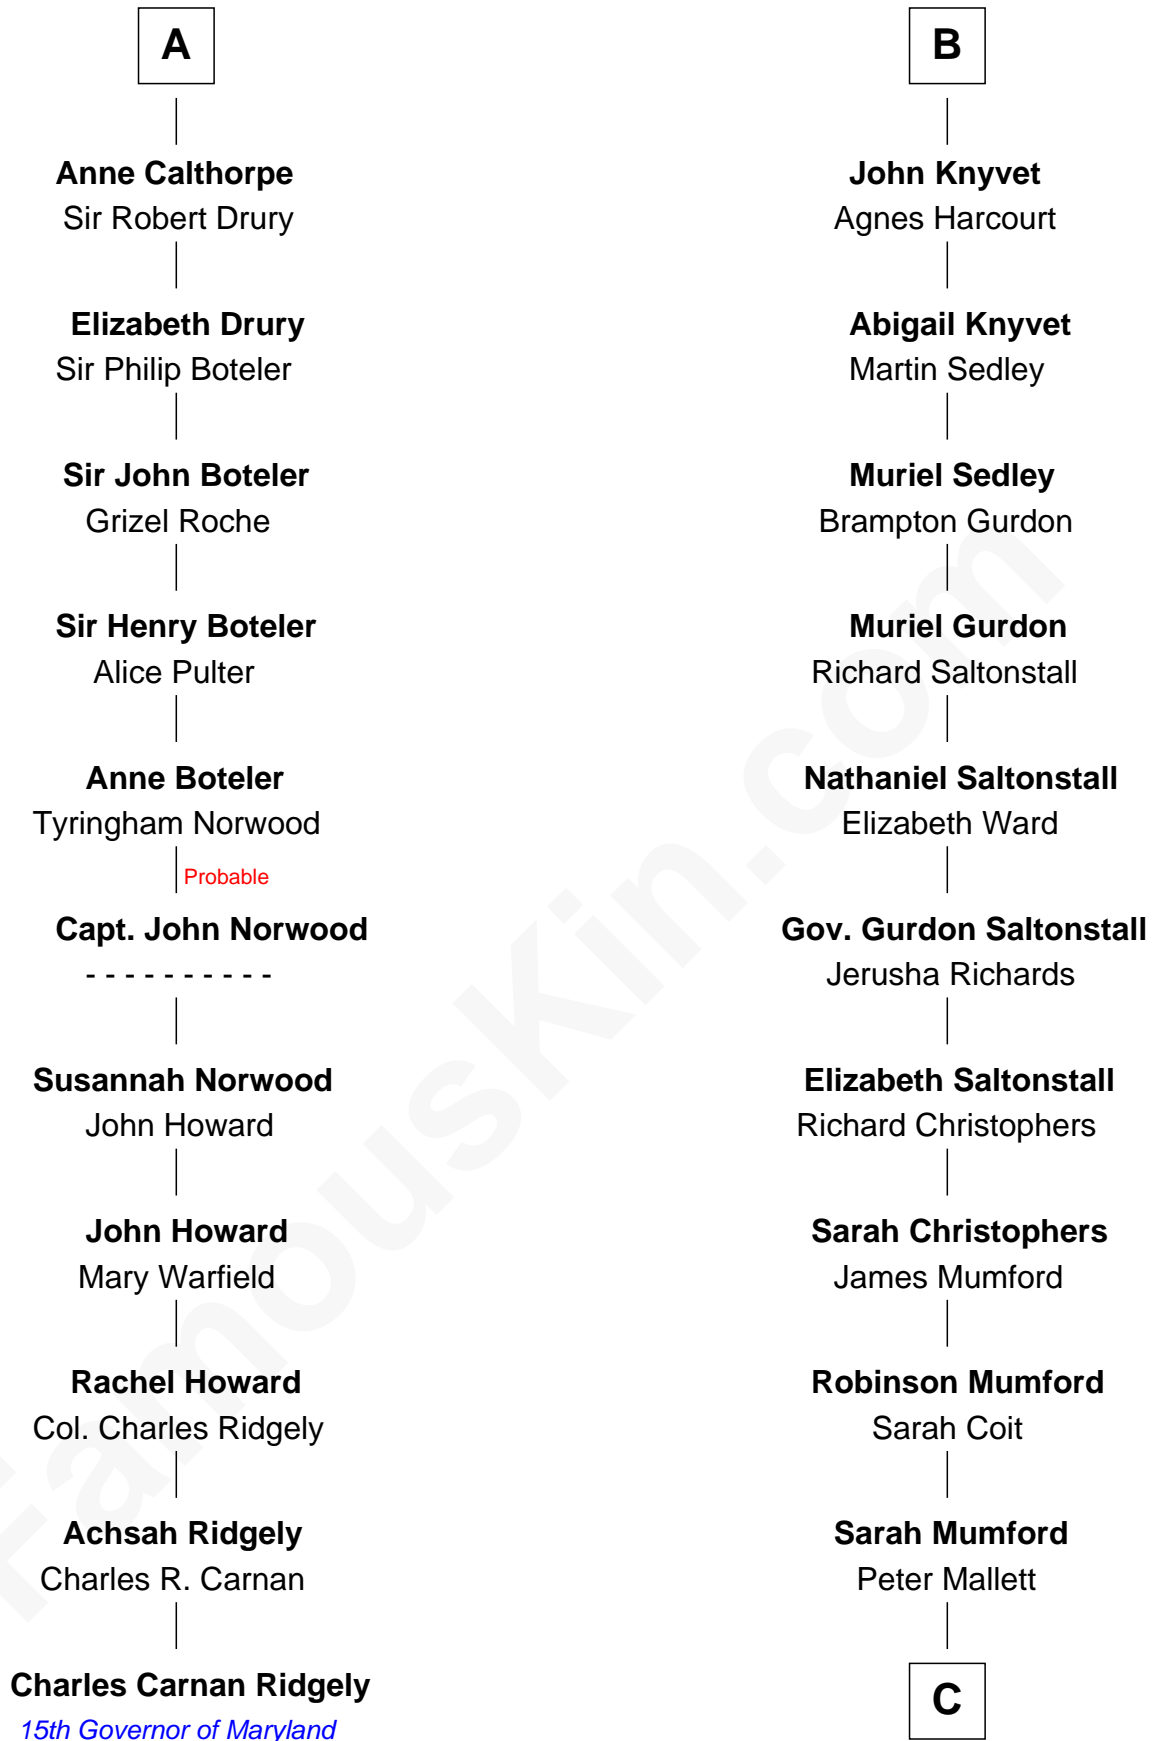 A
Anne Calthorpe
Sir Robert Drury
Elizabeth Drury
Sir Philip Boteler
Sir John Boteler
Grizel Roche
Sir Henry Boteler
Alice Pulter
Anne Boteler
Tyringham Norwood
Probable
Capt. John Norwood
- - - - - - - - - -
Susannah Norwood
John Howard
John Howard
Mary Warfield
Rachel Howard
Col. Charles Ridgely
Achsah Ridgely
Charles R. Carnan
Charles Carnan Ridgely
15th Governor of Maryland
B
John Knyvet
Agnes Harcourt
Abigail Knyvet
Martin Sedley
Muriel Sedley
Brampton Gurdon
Muriel Gurdon
Richard Saltonstall
Nathaniel Saltonstall
Elizabeth Ward
Gov. Gurdon Saltonstall
Jerusha Richards
Elizabeth Saltonstall
Richard Christophers
Sarah Christophers
James Mumford
Robinson Mumford
Sarah Coit
Sarah Mumford
Peter Mallett
C
FamousKin.com